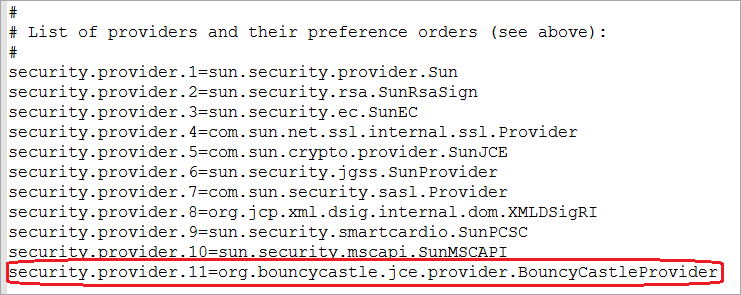 #
# List of providers and their preference orders (see above):
#
security.provider.1=sun.security.provider.Sun
security.provider.2=sun.security.rsa.SunRsaSign
security.provider.3=sun.security.ec.SunEC
security.provider.4=com.sun.net.ssl.internal.ssl.Provider
security.provider.5=com.sun.crypto.provider.SunJCE
security.provider.6=sun.security.jgss.SunProvider
security.provider.7=com.sun.security.sasl.Provider
security.provider.8=org.jcp.xml.dsig.internal.dom.XMLDSigRI
security.provider.9=sun.security.smartcardio.SunPCSC
security.provider.10=sun.security.mscapi.SunMSCAPI
security.provider.11=org.bouncycastle.jce.provider.BouncyCastleProvider